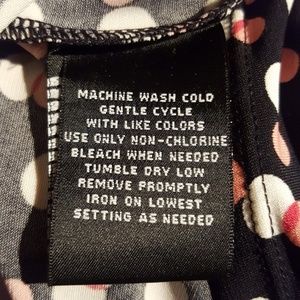 MACHINE WASH COLD
GENTLE CYCLE
WITH LIKE COLORS
USE ONLY NON-CHLORINE
BLEACH WHEN NEEDED
TUMBLE DRY LOW
REMOVE PROMPTLY
IRON ON LOWEST
SETTING AS NEEDED